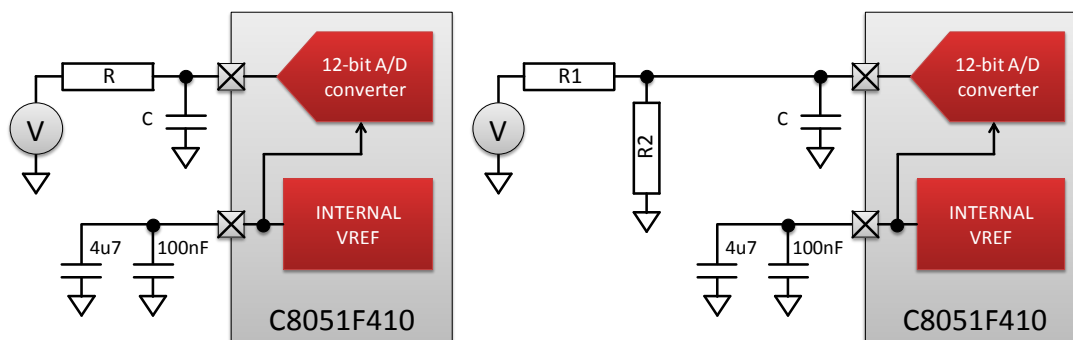 R
C
V
12-bit A/D
converter
4u7
100nF
INTERNAL
VREF
C8051F410
R1
R2
C
V
12-bit A/D
converter
4u7
100nF
INTERNAL
VREF
C8051F410